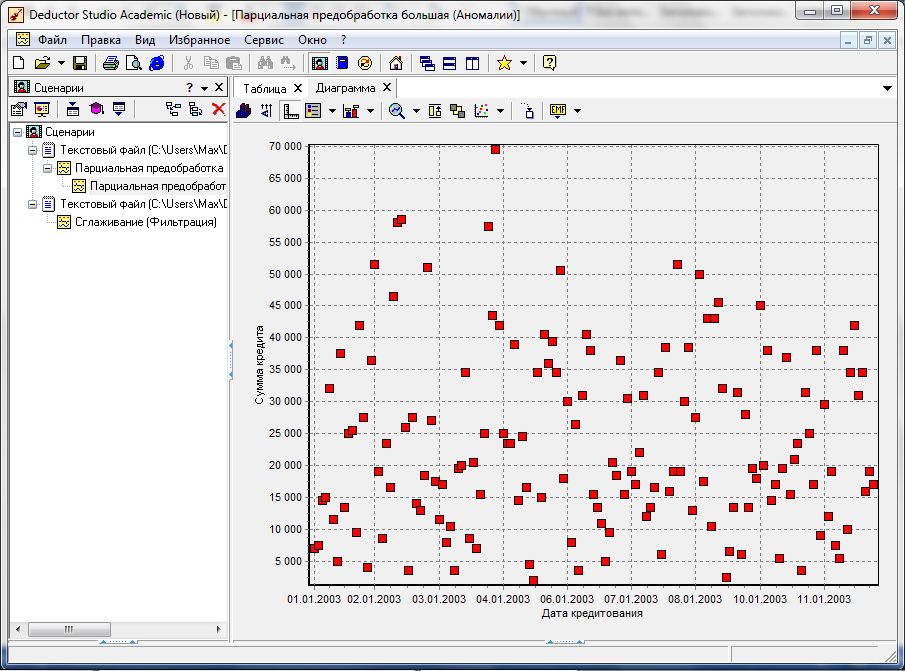 Deductor Studio Academic (Новый) - [Парциальная предобработка большая (Аномалии)]
Файл Правка Вид Избранное Сервис Окно ?
Сценарии ?
Таблица X Диаграмма X
EMF
Сценарии
Текстовый файл (C:\Users\Max\D
Парциальная предобработка
Парциальная предобработ
Текстовый файл (C:\Users\Max\D
Сглаживание (Фильтрация)
70 000
65 000
60 000
55 000
50 000
45 000
40 000
35 000
30 000
25 000
20 000
15 000
10 000
5 000
Сумма кредита
01.01.2003 02.01.2003 03.01.2003 04.01.2003 06.01.2003 07.01.2003 08.01.2003 10.01.2003 11.01.2003
Дата кредитования